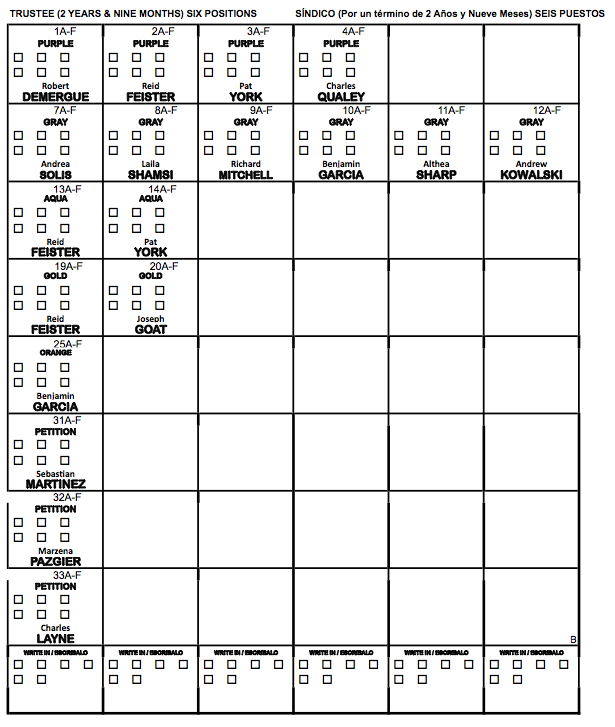 TRUSTEE (2 YEARS & NINE MONTHS) SIX POSITIONS SÍNDICO (Por un término de 2 Años y Nueve Meses) SEIS PUESTOS
1A-F 2A-F 3A-F 4A-F
PURPLE PURPLE PURPLE PURPLE
Robert Reid Pat Charles
DEMERGUE FEISTER YORK QUALEY
7A-F 8A-F 9A-F 10A-F 11A-F 12A-F
GRAY GRAY GRAY GRAY GRAY GRAY
Andrea Laila Richard Benjamin Althea Andrew
SOLIS SHAMSI MITCHELL GARCIA SHARP KOWALSKI
13A-F 14A-F
AQUA AQUA
Reid Pat
FEISTER YORK
19A-F 20A-F
GOLD GOLD
Reid Joseph
FEISTER GOAT
25A-F
ORANGE
Benjamin
GARCIA
31A-F
PETITION
Sebastian
MARTINEZ
32A-F
PETITION
Marzena
PAZGIER
33A-F
PETITION
Charles
LAYNE
B
WRITE IN / ESCRIBALO WRITE IN / ESCRIBALO WRITE IN / ESCRIBALO WRITE IN / ESCRIBALO WRITE IN / ESCRIBALO WRITE IN / ESCRIBALO